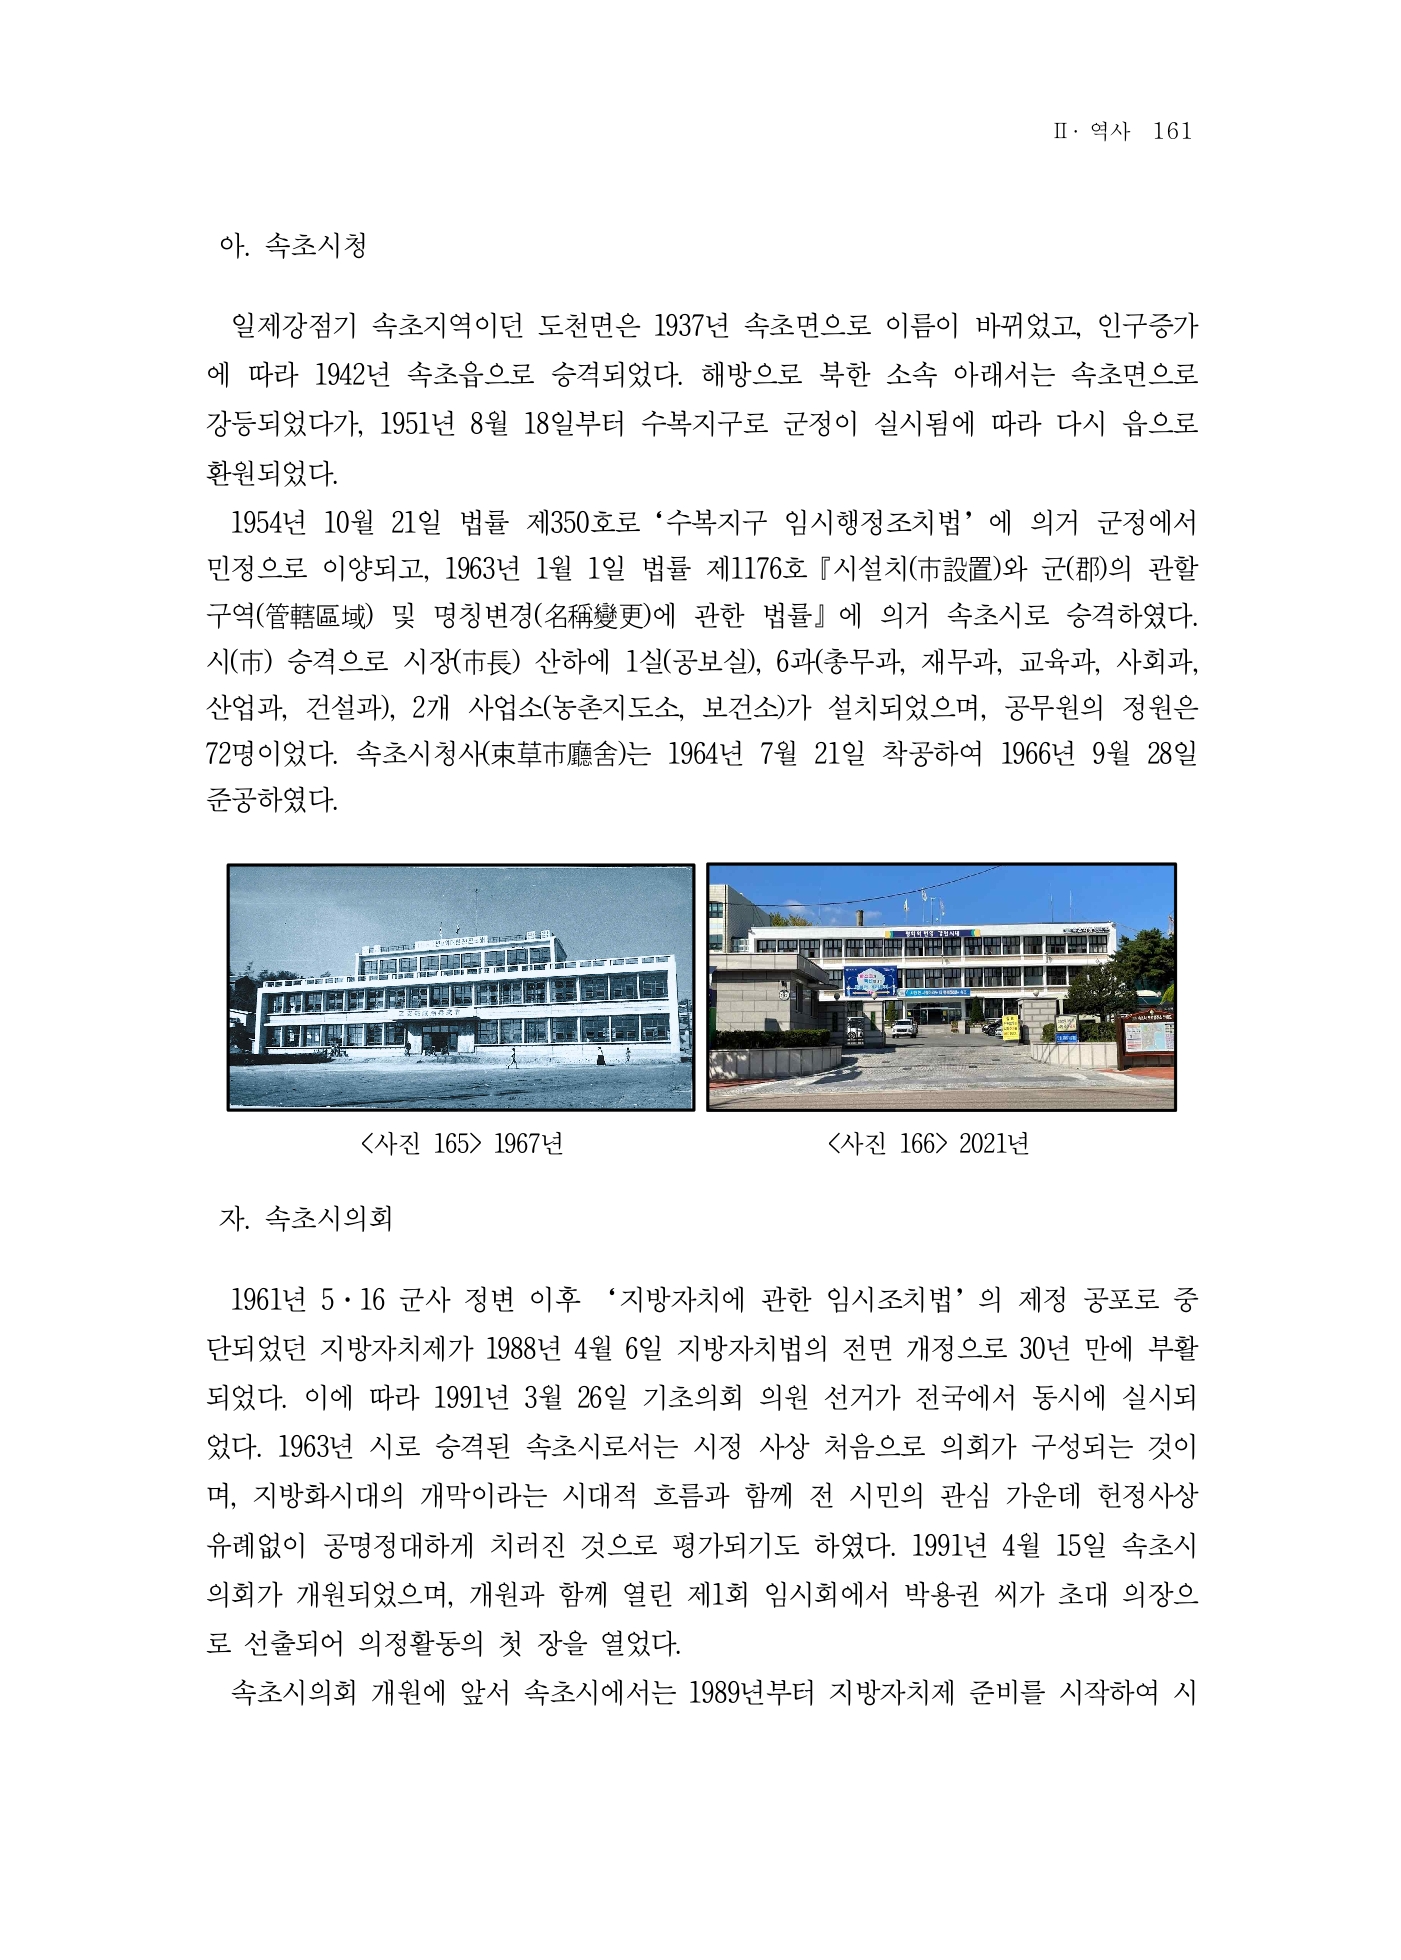 Ⅱ· 역사 161
아. 속초시청
일제강점기 속초지역이던 도천면은 1937년 속초면으로 이름이 바뀌었고, 인구증가
에 따라 1942년 속초읍으로 승격되었다. 해방으로 북한 소속 아래서는 속초면으로
강등되었다가, 1951년 8월 18일부터 수복지구로 군정이 실시됨에 따라 다시 읍으로
환원되었다.
1954년 10월 21일 법률 제350호로 ‘수복지구 임시행정조치법’에 의거 군정에서
민정으로 이양되고, 1963년 1월 1일 법률 제1176호『시설치(市設置)와 군(郡)의 관할
구역(管轄區域) 및 명칭변경(名稱變更)에 관한 법률』에 의거 속초시로 승격하였다.
시(市) 승격으로 시장(市長) 산하에 1실(공보실), 6과(총무과, 재무과, 교육과, 사회과,
산업과, 건설과), 2개 사업소(농촌지도소, 보건소)가 설치되었으며, 공무원의 정원은
72명이었다. 속초시청사(束草市廳舍)는 1964년 7월 21일 착공하여 1966년 9월 28일
준공하였다.
<사진 165> 1967년
<사진 166> 2021년
자. 속초시의회
1961년 5·16 군사 정변 이후 ‘지방자치에 관한 임시조치법’의 제정 공포로 중
단되었던 지방자치제가 1988년 4월 6일 지방자치법의 전면 개정으로 30년 만에 부활
되었다. 이에 따라 1991년 3월 26일 기초의회 의원 선거가 전국에서 동시에 실시되
었다. 1963년 시로 승격된 속초시로서는 시정 사상 처음으로 의회가 구성되는 것이
며, 지방화시대의 개막이라는 시대적 흐름과 함께 전 시민의 관심 가운데 헌정사상
유례없이 공명정대하게 치러진 것으로 평가되기도 하였다. 1991년 4월 15일 속초시
의회가 개원되었으며, 개원과 함께 열린 제1회 임시회에서 박용권 씨가 초대 의장으
로 선출되어 의정활동의 첫 장을 열었다.
속초시의회 개원에 앞서 속초시에서는 1989년부터 지방자치제 준비를 시작하여 시